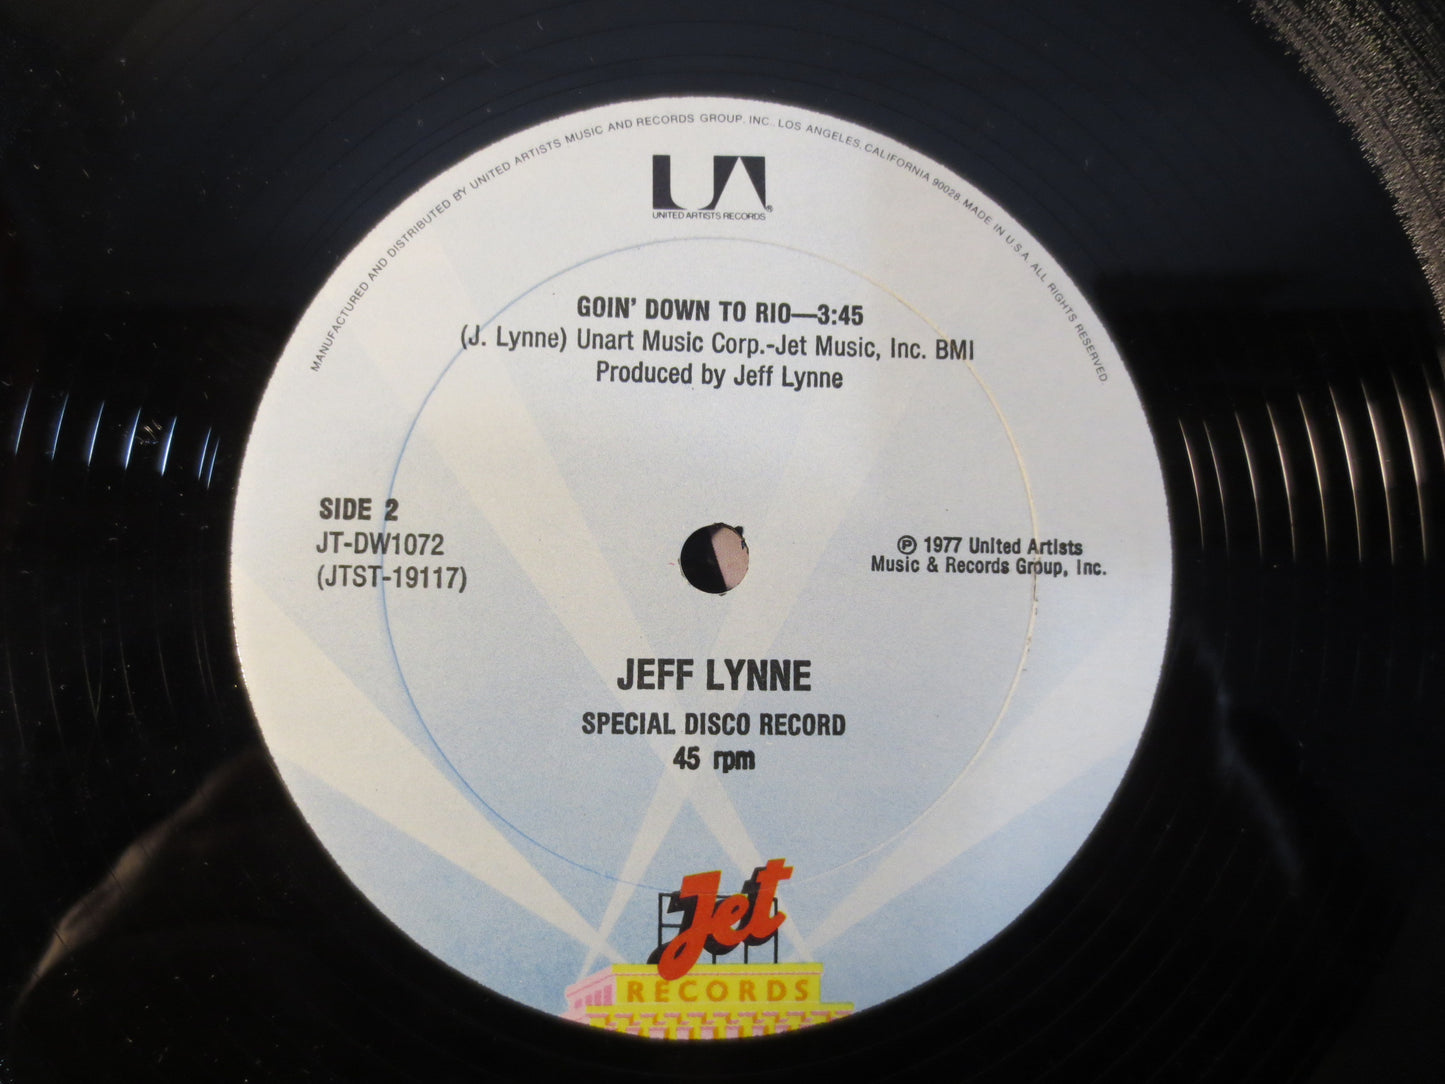 MANUFACTURED AND DISTRIBUTED BY UNITED ARTISTS MUSIC AND RECORDS GROUP, INC., LOS ANGELES, CALIFORNIA 90028. MADE IN U.S.A. ALL RIGHTS RESERVED.
UA
UNITED ARTISTS RECORDS®
GOIN' DOWN TO RIO—3:45
(J. Lynne) Unart Music Corp.-Jet Music, Inc. BMI
Produced by Jeff Lynne
SIDE 2
JT-DW1072
(JTST-19117)
℗ 1977 United Artists
Music & Records Group, Inc.
JEFF LYNNE
SPECIAL DISCO RECORD
45 rpm
Jet
RECORDS